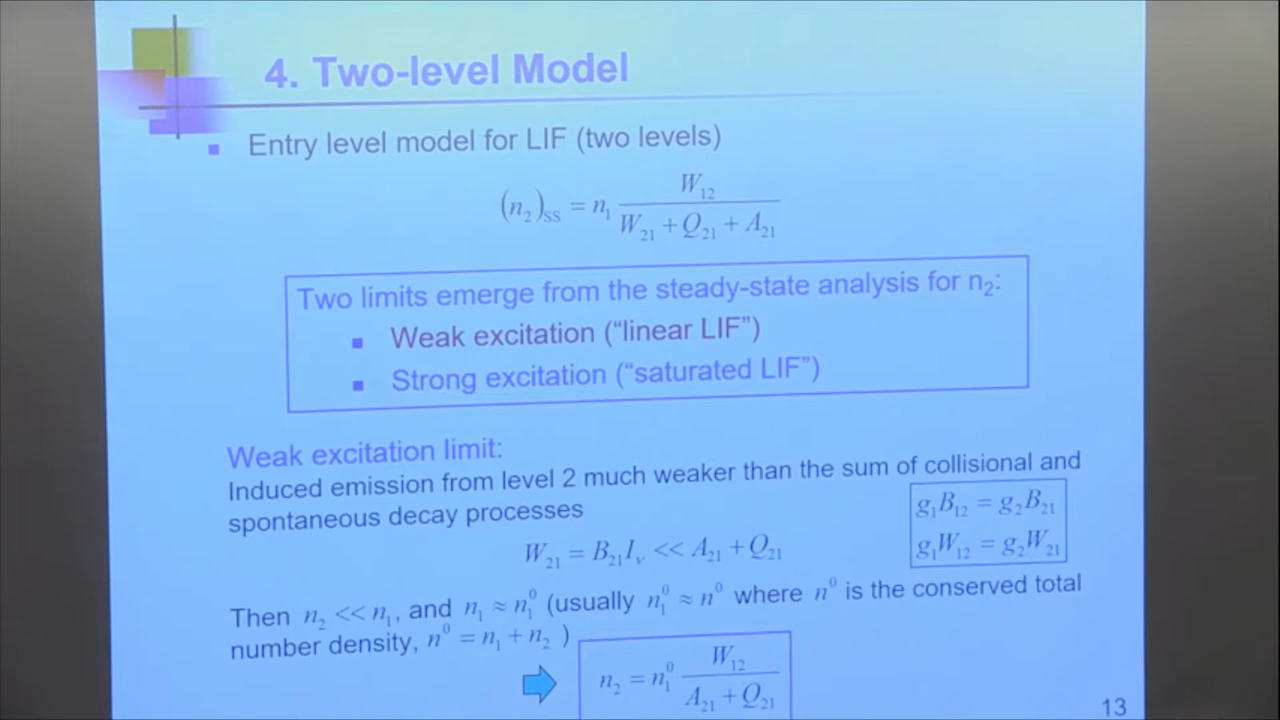 4. Two-level Model
Entry level model for LIF (two levels)
(n₂)ss = n₁ W₁₂ / (W₂₁ + Q₂₁ + A₂₁)
Two limits emerge from the steady-state analysis for n₂:
Weak excitation (“linear LIF”)
Strong excitation (“saturated LIF”)
Weak excitation limit:
Induced emission from level 2 much weaker than the sum of collisional and
spontaneous decay processes
g₁B₁₂ = g₂B₂₁
g₁W₁₂ = g₂W₂₁
W₂₁ = B₂₁Iᵥ << A₂₁ + Q₂₁
Then n₂ << n₁, and n₁ ≈ n₁⁰ (usually n₁⁰ ≈ n⁰ where n⁰ is the conserved total
number density, n⁰ = n₁ + n₂ )
n₂ = n₁⁰ W₁₂ / (A₂₁ + Q₂₁)
13